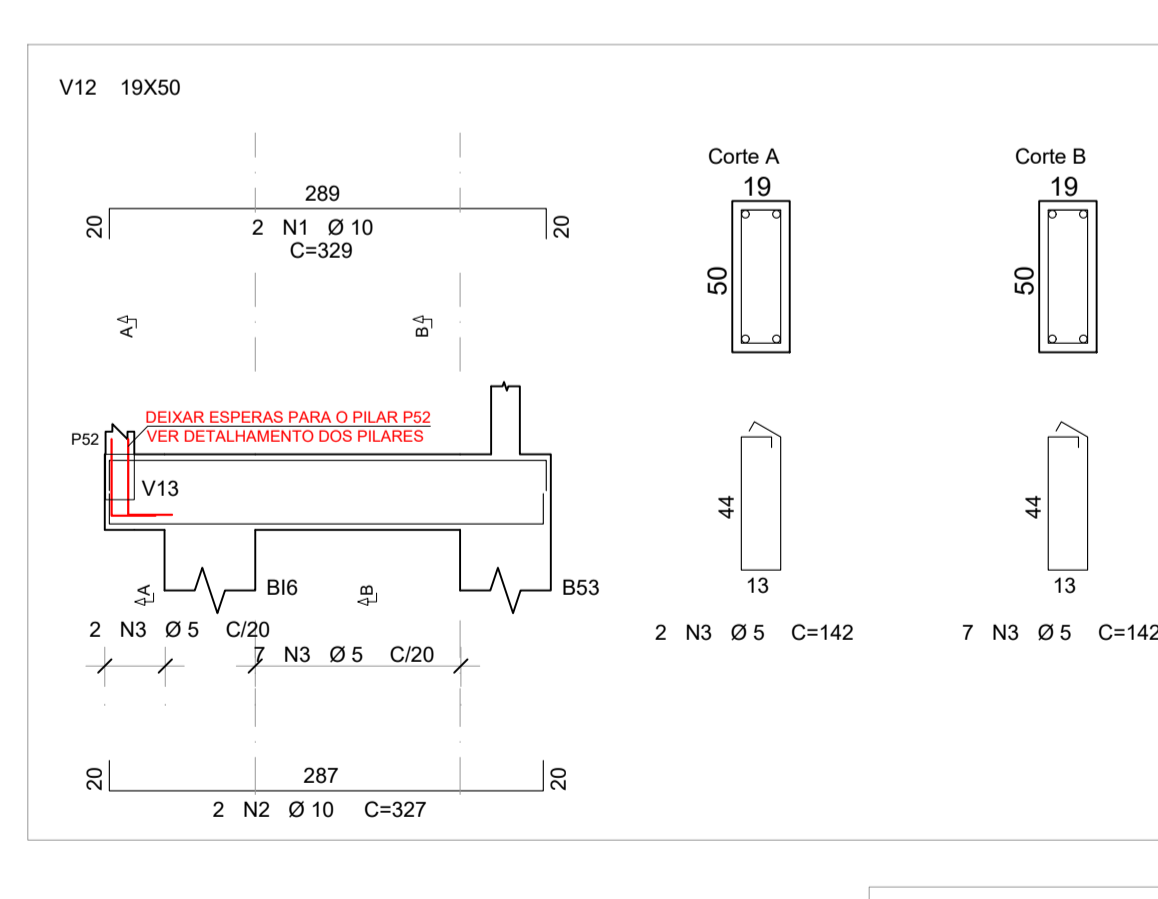 V12 19X50
289
20
20
2 N1 Ø 10
C=329
A
B
DEIXAR ESPERAS PARA O PILAR P52
VER DETALHAMENTO DOS PILARES
P52
V13
BI6
B53
A
B
2 N3 Ø 5 C/20
7 N3 Ø 5 C/20
287
20
20
2 N2 Ø 10 C=327
Corte A
19
50
44
13
2 N3 Ø 5 C=142
Corte B
19
50
44
13
7 N3 Ø 5 C=142